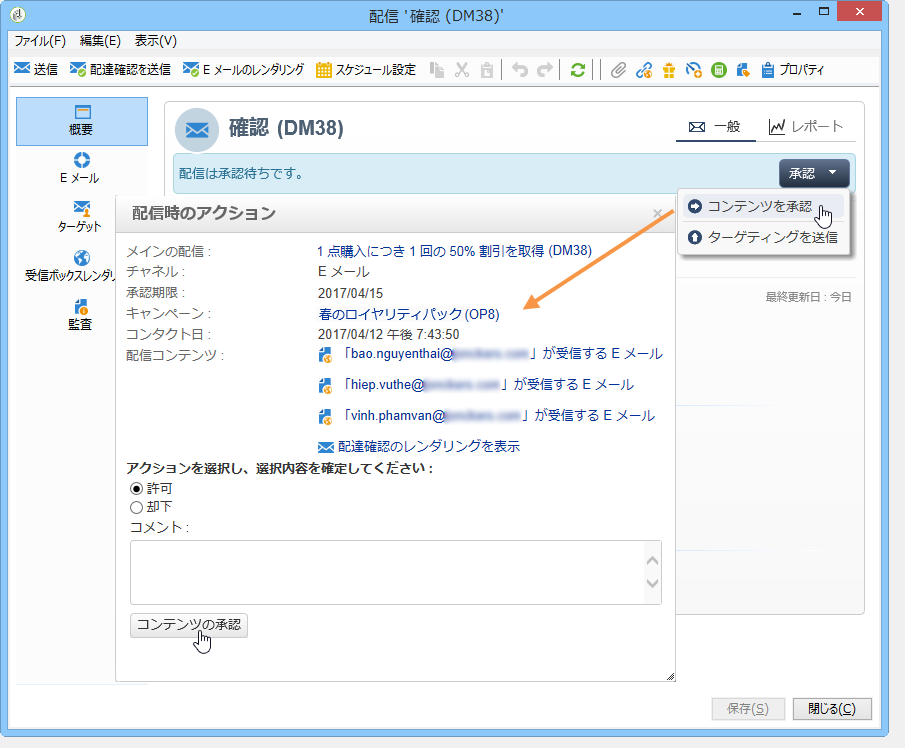 配信 '確認 (DM38)'
ファイル(F) 編集(E) 表示(V)
送信 配達確認を送信 E メールのレンダリング スケジュール設定 プロパティ
概要
E メール
ターゲット
受信ボックスレンダリ
監査
確認 (DM38)
一般 レポート
配信は承認待ちです。
承認
コンテンツを承認
ターゲティングを送信
最終更新日 : 今日
配信時のアクション
メインの配信 : 1 点購入につき 1 回の 50% 割引を取得 (DM38)
チャネル : E メール
承認期限 : 2017/04/15
キャンペーン : 春のロイヤリティパック (OP8)
コンタクト日 : 2017/04/12 午後 7:43:50
配信コンテンツ : 「bao.nguyenthai@ 」が受信する E メール
「hiep.vuthe@ 」が受信する E メール
「vinh.phamvan@ 」が受信する E メール
配達確認のレンダリングを表示
アクションを選択し、選択内容を確定してください :
許可
却下
コメント :
コンテンツの承認
保存(S) 閉じる(C)